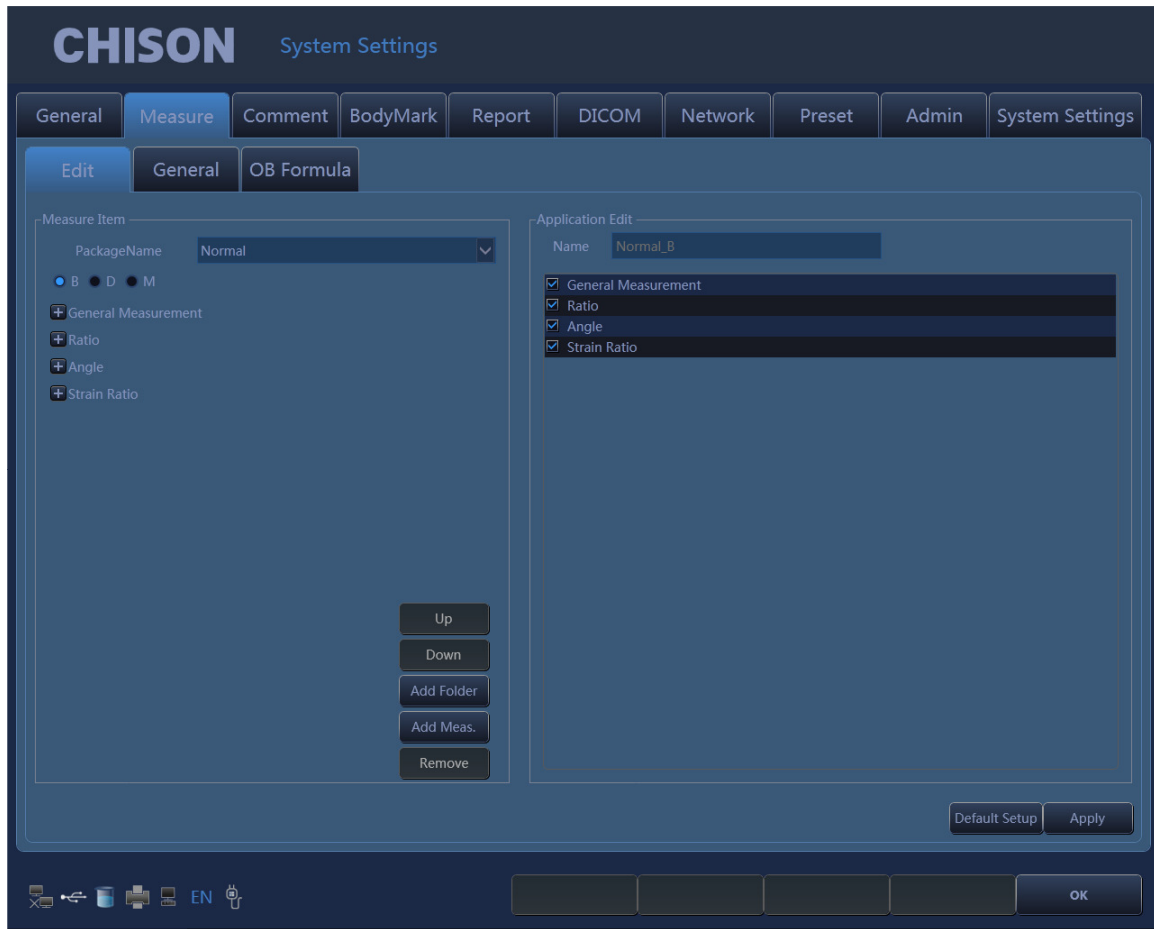 CHISON System Settings
General Measure Comment BodyMark Report DICOM Network Preset Admin System Settings
Edit General OB Formula
Measure Item
PackageName Normal
B D M
General Measurement
Ratio
Angle
Strain Ratio
Up
Down
Add Folder
Add Meas.
Remove
Application Edit
Name Normal_B
General Measurement
Ratio
Angle
Strain Ratio
Default Setup Apply
EN
OK